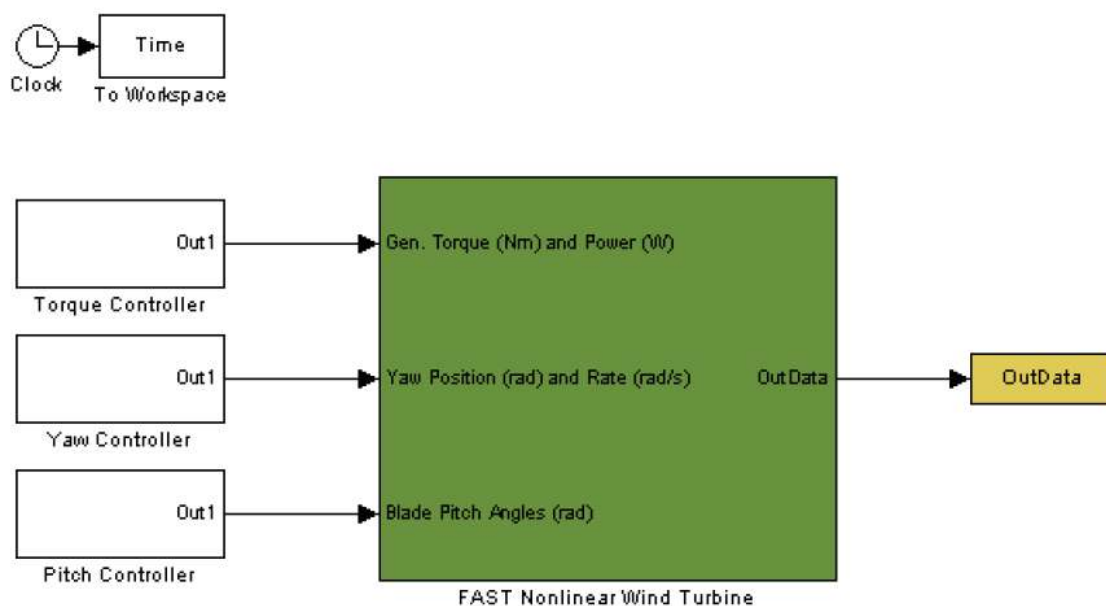 Time
Clock
To Workspace
Out1
Gen. Torque (Nm) and Power (W)
Torque Controller
Out1
Yaw Position (rad) and Rate (rad/s)
OutData
OutData
Yaw Controller
Out1
Blade Pitch Angles (rad)
Pitch Controller
FAST Nonlinear Wind Turbine